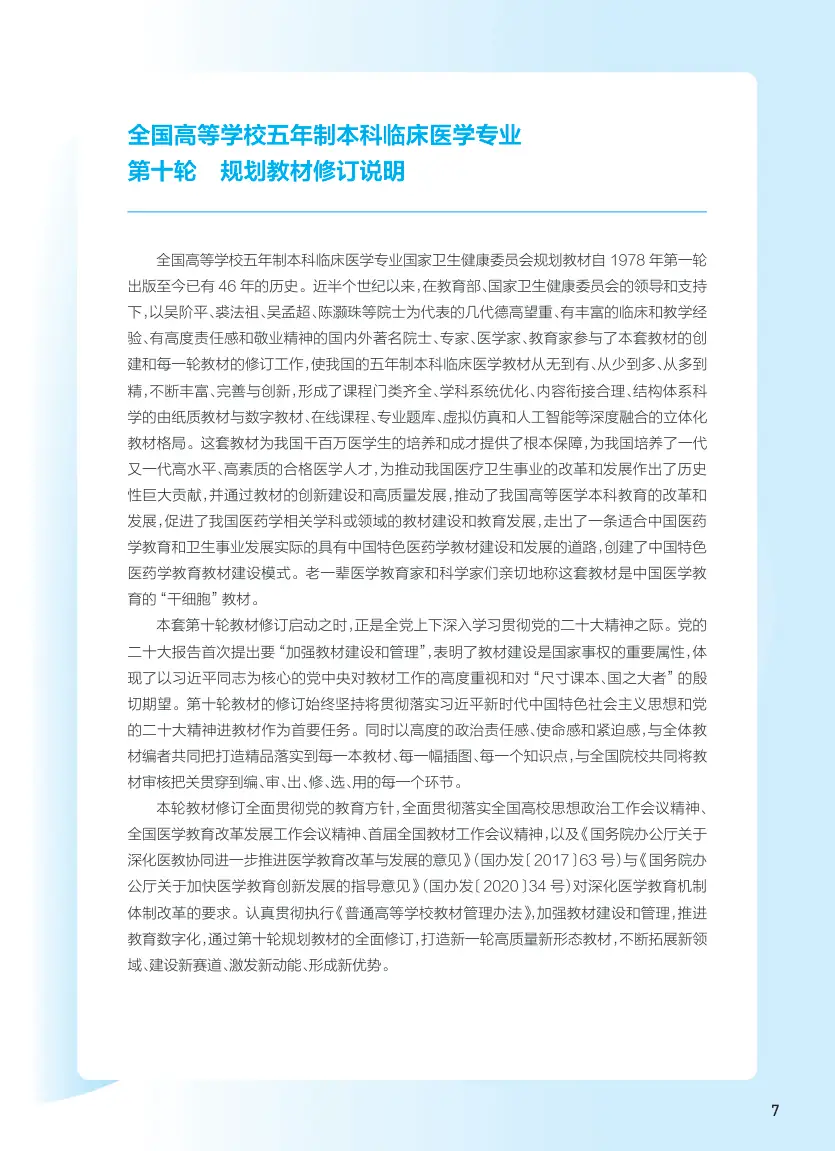 全国高等学校五年制本科临床医学专业
第十轮　规划教材修订说明
全国高等学校五年制本科临床医学专业国家卫生健康委员会规划教材自 1978 年第一轮
出版至今已有 46 年的历史。近半个世纪以来，在教育部、国家卫生健康委员会的领导和支持
下，以吴阶平、裘法祖、吴孟超、陈灏珠等院士为代表的几代德高望重、有丰富的临床和教学经
验、有高度责任感和敬业精神的国内外著名院士、专家、医学家、教育家参与了本套教材的创
建和每一轮教材的修订工作，使我国的五年制本科临床医学教材从无到有、从少到多、从多到
精，不断丰富、完善与创新，形成了课程门类齐全、学科系统优化、内容衔接合理、结构体系科
学的由纸质教材与数字教材、在线课程、专业题库、虚拟仿真和人工智能等深度融合的立体化
教材格局。这套教材为我国千百万医学生的培养和成才提供了根本保障，为我国培养了一代
又一代高水平、高素质的合格医学人才，为推动我国医疗卫生事业的改革和发展作出了历史
性巨大贡献，并通过教材的创新建设和高质量发展，推动了我国高等医学本科教育的改革和
发展，促进了我国医药学相关学科或领域的教材建设和教育发展，走出了一条适合中国医药
学教育和卫生事业发展实际的具有中国特色医药学教材建设和发展的道路，创建了中国特色
医药学教育教材建设模式。老一辈医学教育家和科学家们亲切地称这套教材是中国医学教
育的“干细胞”教材。
本套第十轮教材修订启动之时，正是全党上下深入学习贯彻党的二十大精神之际。党的
二十大报告首次提出要“加强教材建设和管理”，表明了教材建设是国家事权的重要属性，体
现了以习近平同志为核心的党中央对教材工作的高度重视和对“尺寸课本、国之大者”的殷
切期望。第十轮教材的修订始终坚持将贯彻落实习近平新时代中国特色社会主义思想和党
的二十大精神进教材作为首要任务。同时以高度的政治责任感、使命感和紧迫感，与全体教
材编者共同把打造精品落实到每一本教材、每一幅插图、每一个知识点，与全国院校共同将教
材审核把关贯穿到编、审、出、修、选、用的每一个环节。
本轮教材修订全面贯彻党的教育方针，全面贯彻落实全国高校思想政治工作会议精神、
全国医学教育改革发展工作会议精神、首届全国教材工作会议精神，以及《国务院办公厅关于
深化医教协同进一步推进医学教育改革与发展的意见》（国办发〔2017〕63 号）与《国务院办
公厅关于加快医学教育创新发展的指导意见》（国办发〔2020〕34 号）对深化医学教育机制
体制改革的要求。认真贯彻执行《普通高等学校教材管理办法》，加强教材建设和管理，推进
教育数字化，通过第十轮规划教材的全面修订，打造新一轮高质量新形态教材，不断拓展新领
域、建设新赛道、激发新动能、形成新优势。
7